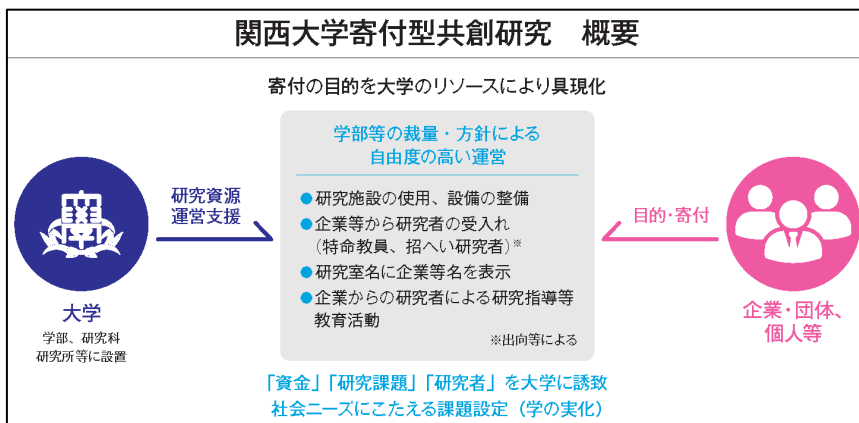 関西大学寄付型共創研究　概要
寄付の目的を大学のリソースにより具現化
学部等の裁量・方針による
自由度の高い運営
●研究施設の使用、設備の整備
●企業等から研究者の受入れ
（特命教員、招へい研究者）※
●研究室名に企業等名を表示
●企業からの研究者による研究指導等
教育活動
※出向等による
研究資源
運営支援
目的・寄付
大学
学部、研究科
研究所等に設置
企業・団体、
個人等
「資金」「研究課題」「研究者」を大学に誘致
社会ニーズにこたえる課題設定（学の実化）